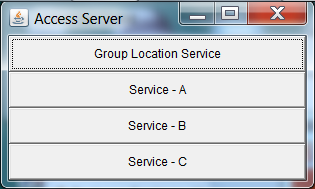 Access Server
Group Location Service
Service - A
Service - B
Service - C